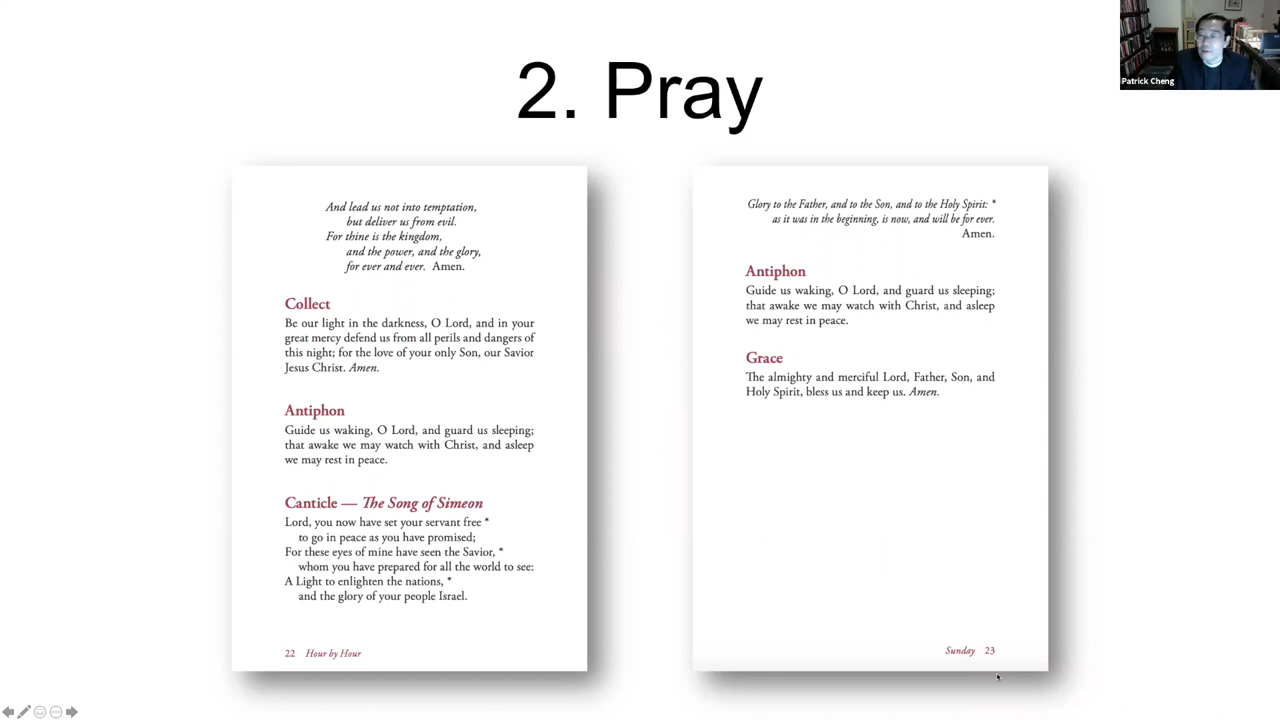 2. Pray
Patrick Cheng
And lead us not into temptation,
but deliver us from evil.
For thine is the kingdom,
and the power, and the glory,
for ever and ever. Amen.
Collect
Be our light in the darkness, O Lord, and in your
great mercy defend us from all perils and dangers of
this night; for the love of your only Son, our Savior
Jesus Christ. Amen.
Antiphon
Guide us waking, O Lord, and guard us sleeping;
that awake we may watch with Christ, and asleep
we may rest in peace.
Canticle — The Song of Simeon
Lord, you now have set your servant free *
to go in peace as you have promised;
For these eyes of mine have seen the Savior, *
whom you have prepared for all the world to see:
A Light to enlighten the nations, *
and the glory of your people Israel.
22 Hour by Hour
Glory to the Father, and to the Son, and to the Holy Spirit: *
as it was in the beginning, is now, and will be for ever.
Amen.
Antiphon
Guide us waking, O Lord, and guard us sleeping;
that awake we may watch with Christ, and asleep
we may rest in peace.
Grace
The almighty and merciful Lord, Father, Son, and
Holy Spirit, bless us and keep us. Amen.
Sunday 23